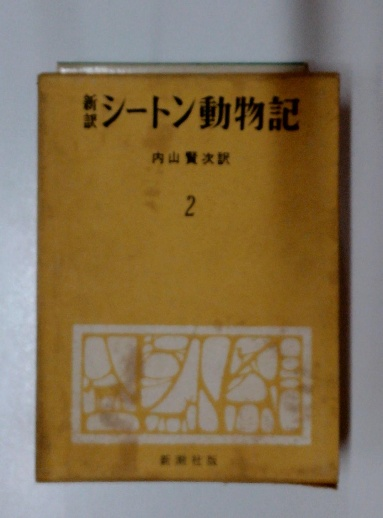 新訳 シートン動物記
内山賢次訳
2
新潮社版